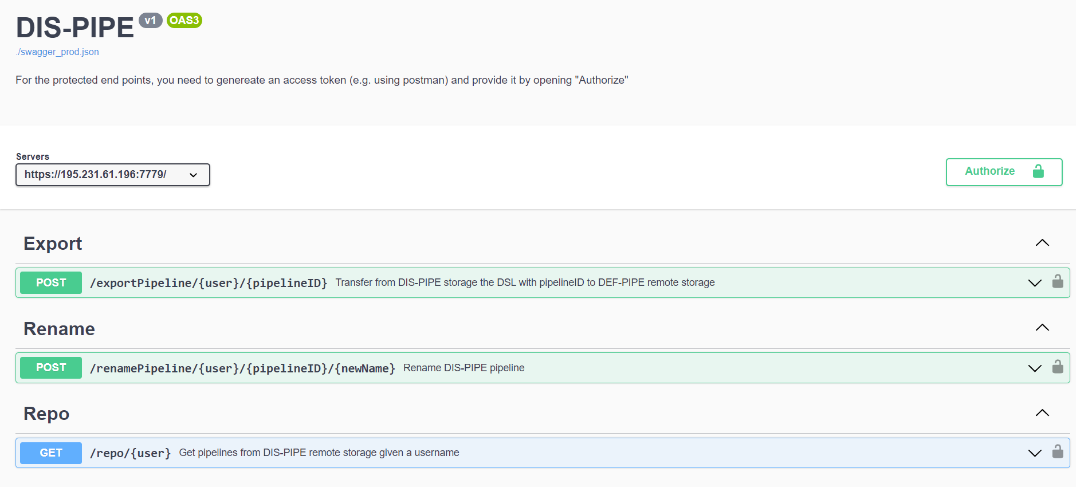 DIS-PIPE v1 OAS3
./swagger_prod.json
For the protected end points, you need to genereate an access token (e.g. using postman) and provide it by opening "Authorize"
Servers
https://195.231.61.196:7779/
Authorize
Export
POST /exportPipeline/{user}/{pipelineID} Transfer from DIS-PIPE storage the DSL with pipelineID to DEF-PIPE remote storage
Rename
POST /renamePipeline/{user}/{pipelineID}/{newName} Rename DIS-PIPE pipeline
Repo
GET /repo/{user} Get pipelines from DIS-PIPE remote storage given a username